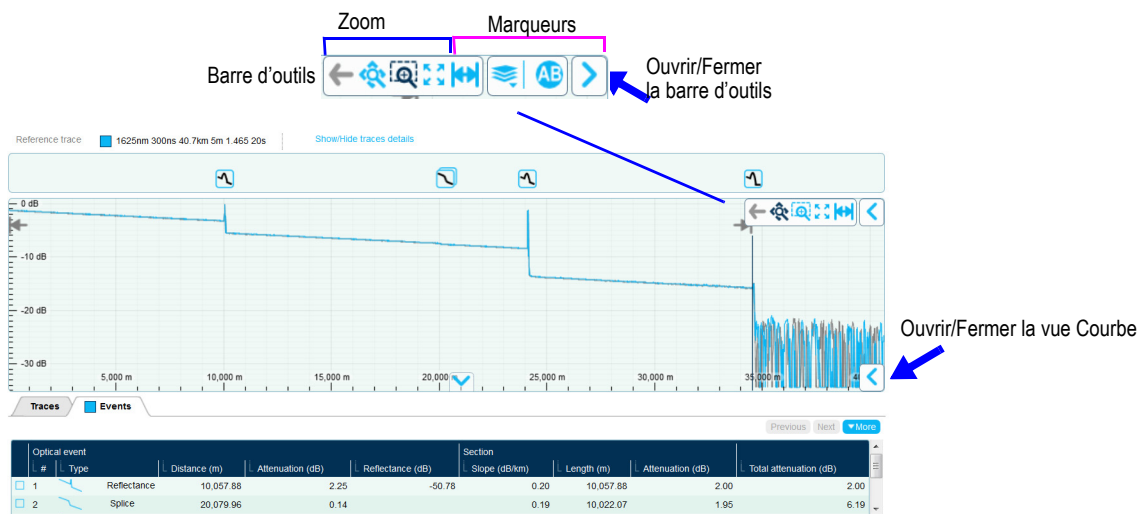 Zoom
Marqueurs
Barre d'outils
AB
Ouvrir/Fermer
la barre d'outils
Reference trace
1625nm 300ns 40.7km 5m 1.465 20s
Show/Hide traces details
0 dB
-10 dB
-20 dB
-30 dB
5,000 m
10,000 m
15,000 m
20,000
25,000 m
30,000 m
35,000 m
Ouvrir/Fermer la vue Courbe
Traces
Events
Previous
Next
More
Optical event
Section
# Type Distance (m) Attenuation (dB) Reflectance (dB) Slope (dB/km) Length (m) Attenuation (dB) Total attenuation (dB)
1 Reflectance 10,057.88 2.25 -50.78 0.20 10,057.88 2.00 2.00
2 Splice 20,079.96 0.14 0.19 10,022.07 1.95 6.19